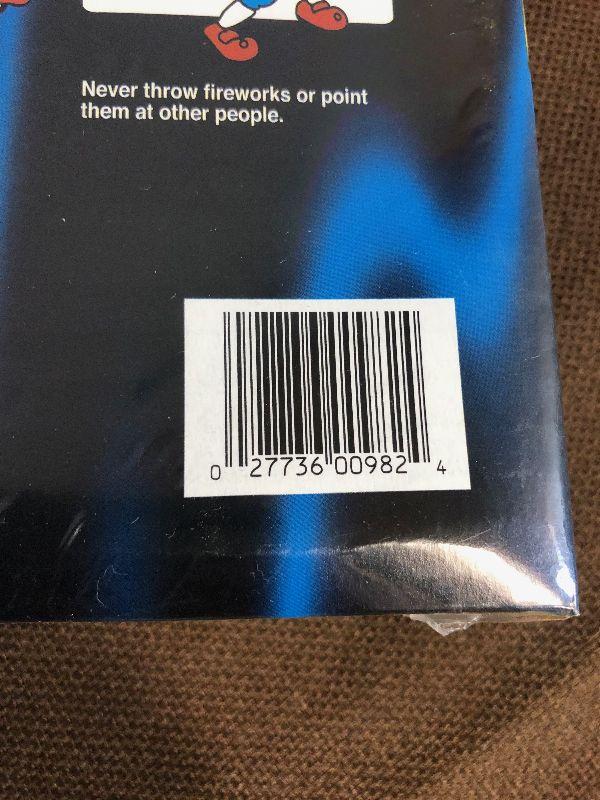 Never throw fireworks or point
them at other people.
0 27736 00982 4